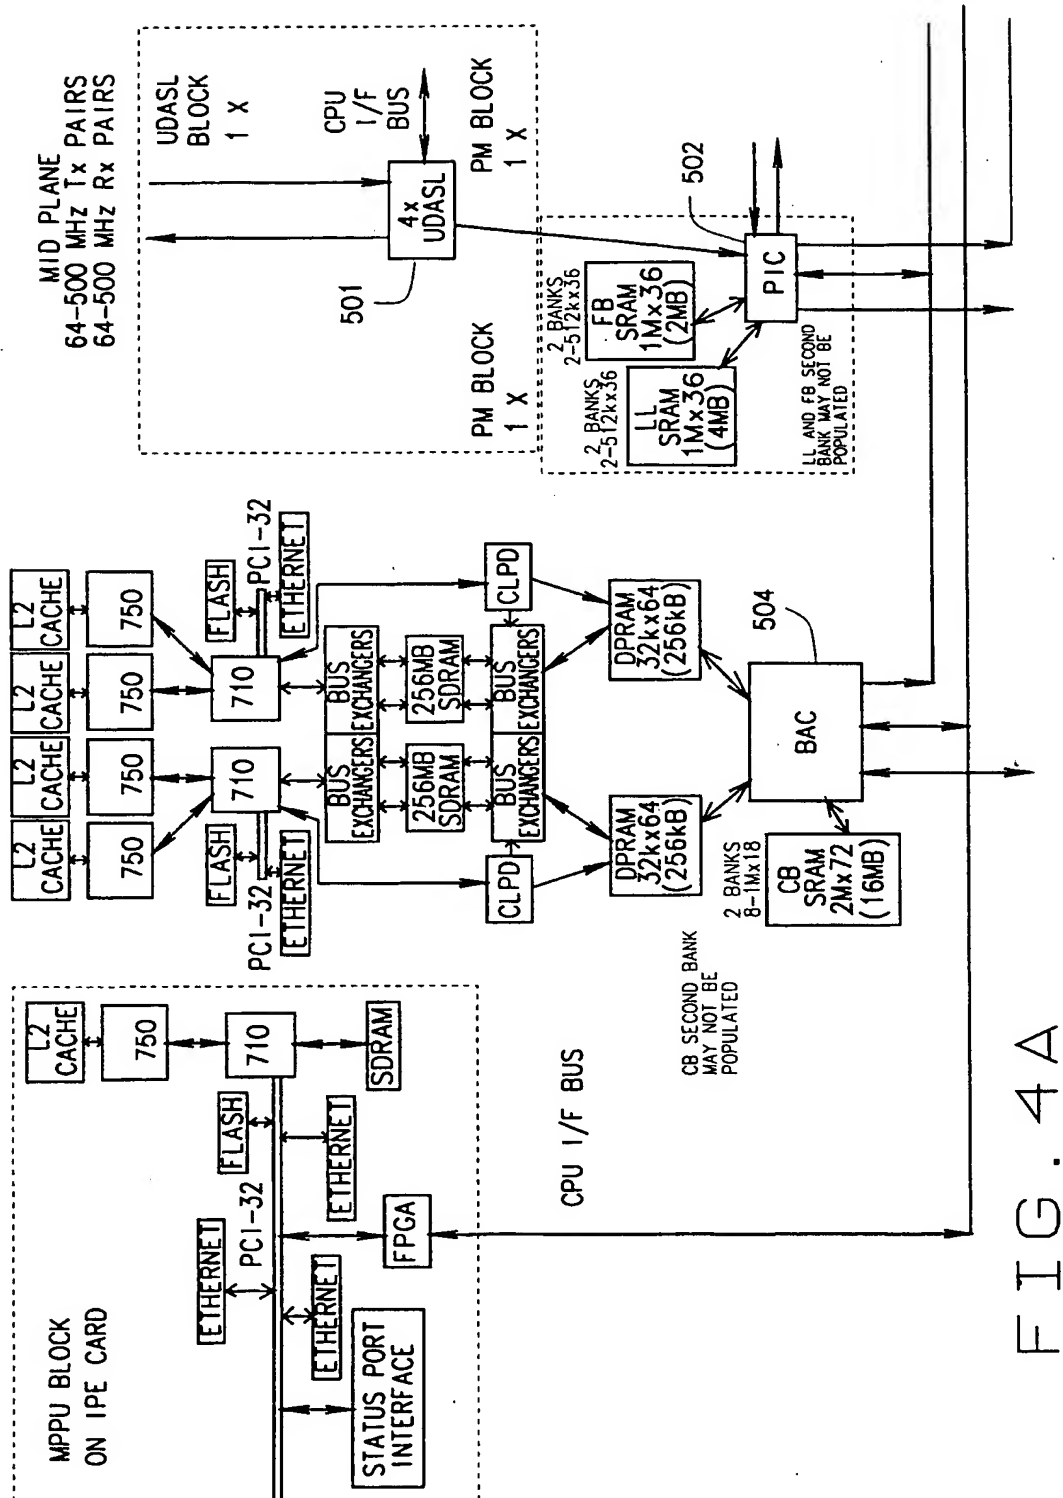 MPPU BLOCK
ON IPE CARD
L2
CACHE
750
710
SDRAM
FLASH
ETHERNET
PCI-32
ETHERNET
ETHERNET
FPGA
STATUS PORT
INTERFACE
CPU I/F BUS
L2
CACHE
L2
CACHE
L2
CACHE
L2
CACHE
750
750
750
750
FLASH
710
PCI-32
ETHERNET
710
FLASH
PCI-32
ETHERNET
BUS
EXCHANGERS
BUS
EXCHANGERS
256MB
SDRAM
256MB
SDRAM
CLPD
BUS
EXCHANGERS
BUS
EXCHANGERS
CLPD
DPRAM
32kx64
(256kB)
DPRAM
32kx64
(256kB)
CB SECOND BANK
MAY NOT BE
POPULATED
2 BANKS
8-1Mx18
CB
SRAM
2Mx72
(16MB)
BAC
504
MID PLANE
64-500 MHz Tx PAIRS
64-500 MHz Rx PAIRS
UDASL
BLOCK
1 X
CPU
I/F
BUS
4x
UDASL
501
PM BLOCK
1 X
PM BLOCK
1 X
2 BANKS
2-512kx36
FB
SRAM
1Mx36
(2MB)
2 BANKS
2-512kx36
LL
SRAM
1Mx36
(4MB)
PIC
502
LL AND FB SECOND
BANK MAY NOT BE
POPULATED
FIG. 4A